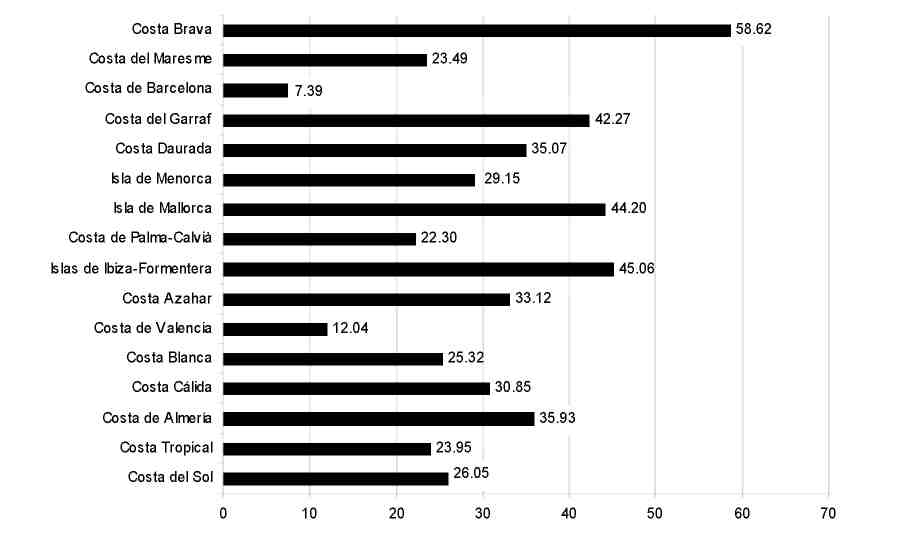 Costa Brava 58.62
Costa del Maresme 23.49
Costa de Barcelona 7.39
Costa del Garraf 42.27
Costa Daurada 35.07
Isla de Menorca 29.15
Isla de Mallorca 44.20
Costa de Palma-Calvià 22.30
Islas de Ibiza-Formentera 45.06
Costa Azahar 33.12
Costa de Valencia 12.04
Costa Blanca 25.32
Costa Cálida 30.85
Costa de Almería 35.93
Costa Tropical 23.95
Costa del Sol 26.05
0 10 20 30 40 50 60 70